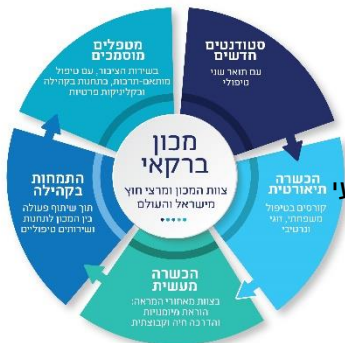 סטודנטים
חדשים
עם תואר שני
טיפולי
הכשרה
תיאורטית
קורסים בטיפול
משפחתי, זוגי
ונרטיבי
הכשרה
מעשית
בצוות מאחורי המראה:
הוראת מיומנויות
והדרכה חיה וקבוצתית
התמחות
בקהילה
תוך שיתוף פעולה
בין המכון לתחנות
ושירותים טיפוליים
מטפלים
מוסמכים
בשירות הציבור, עם טיפול
מותאם-תרבות, בתחנות בקהילה
ובקליניקות פרטיות
מכון
ברקאי
צוות המכון ומרצי חוץ
מישראל והעולם